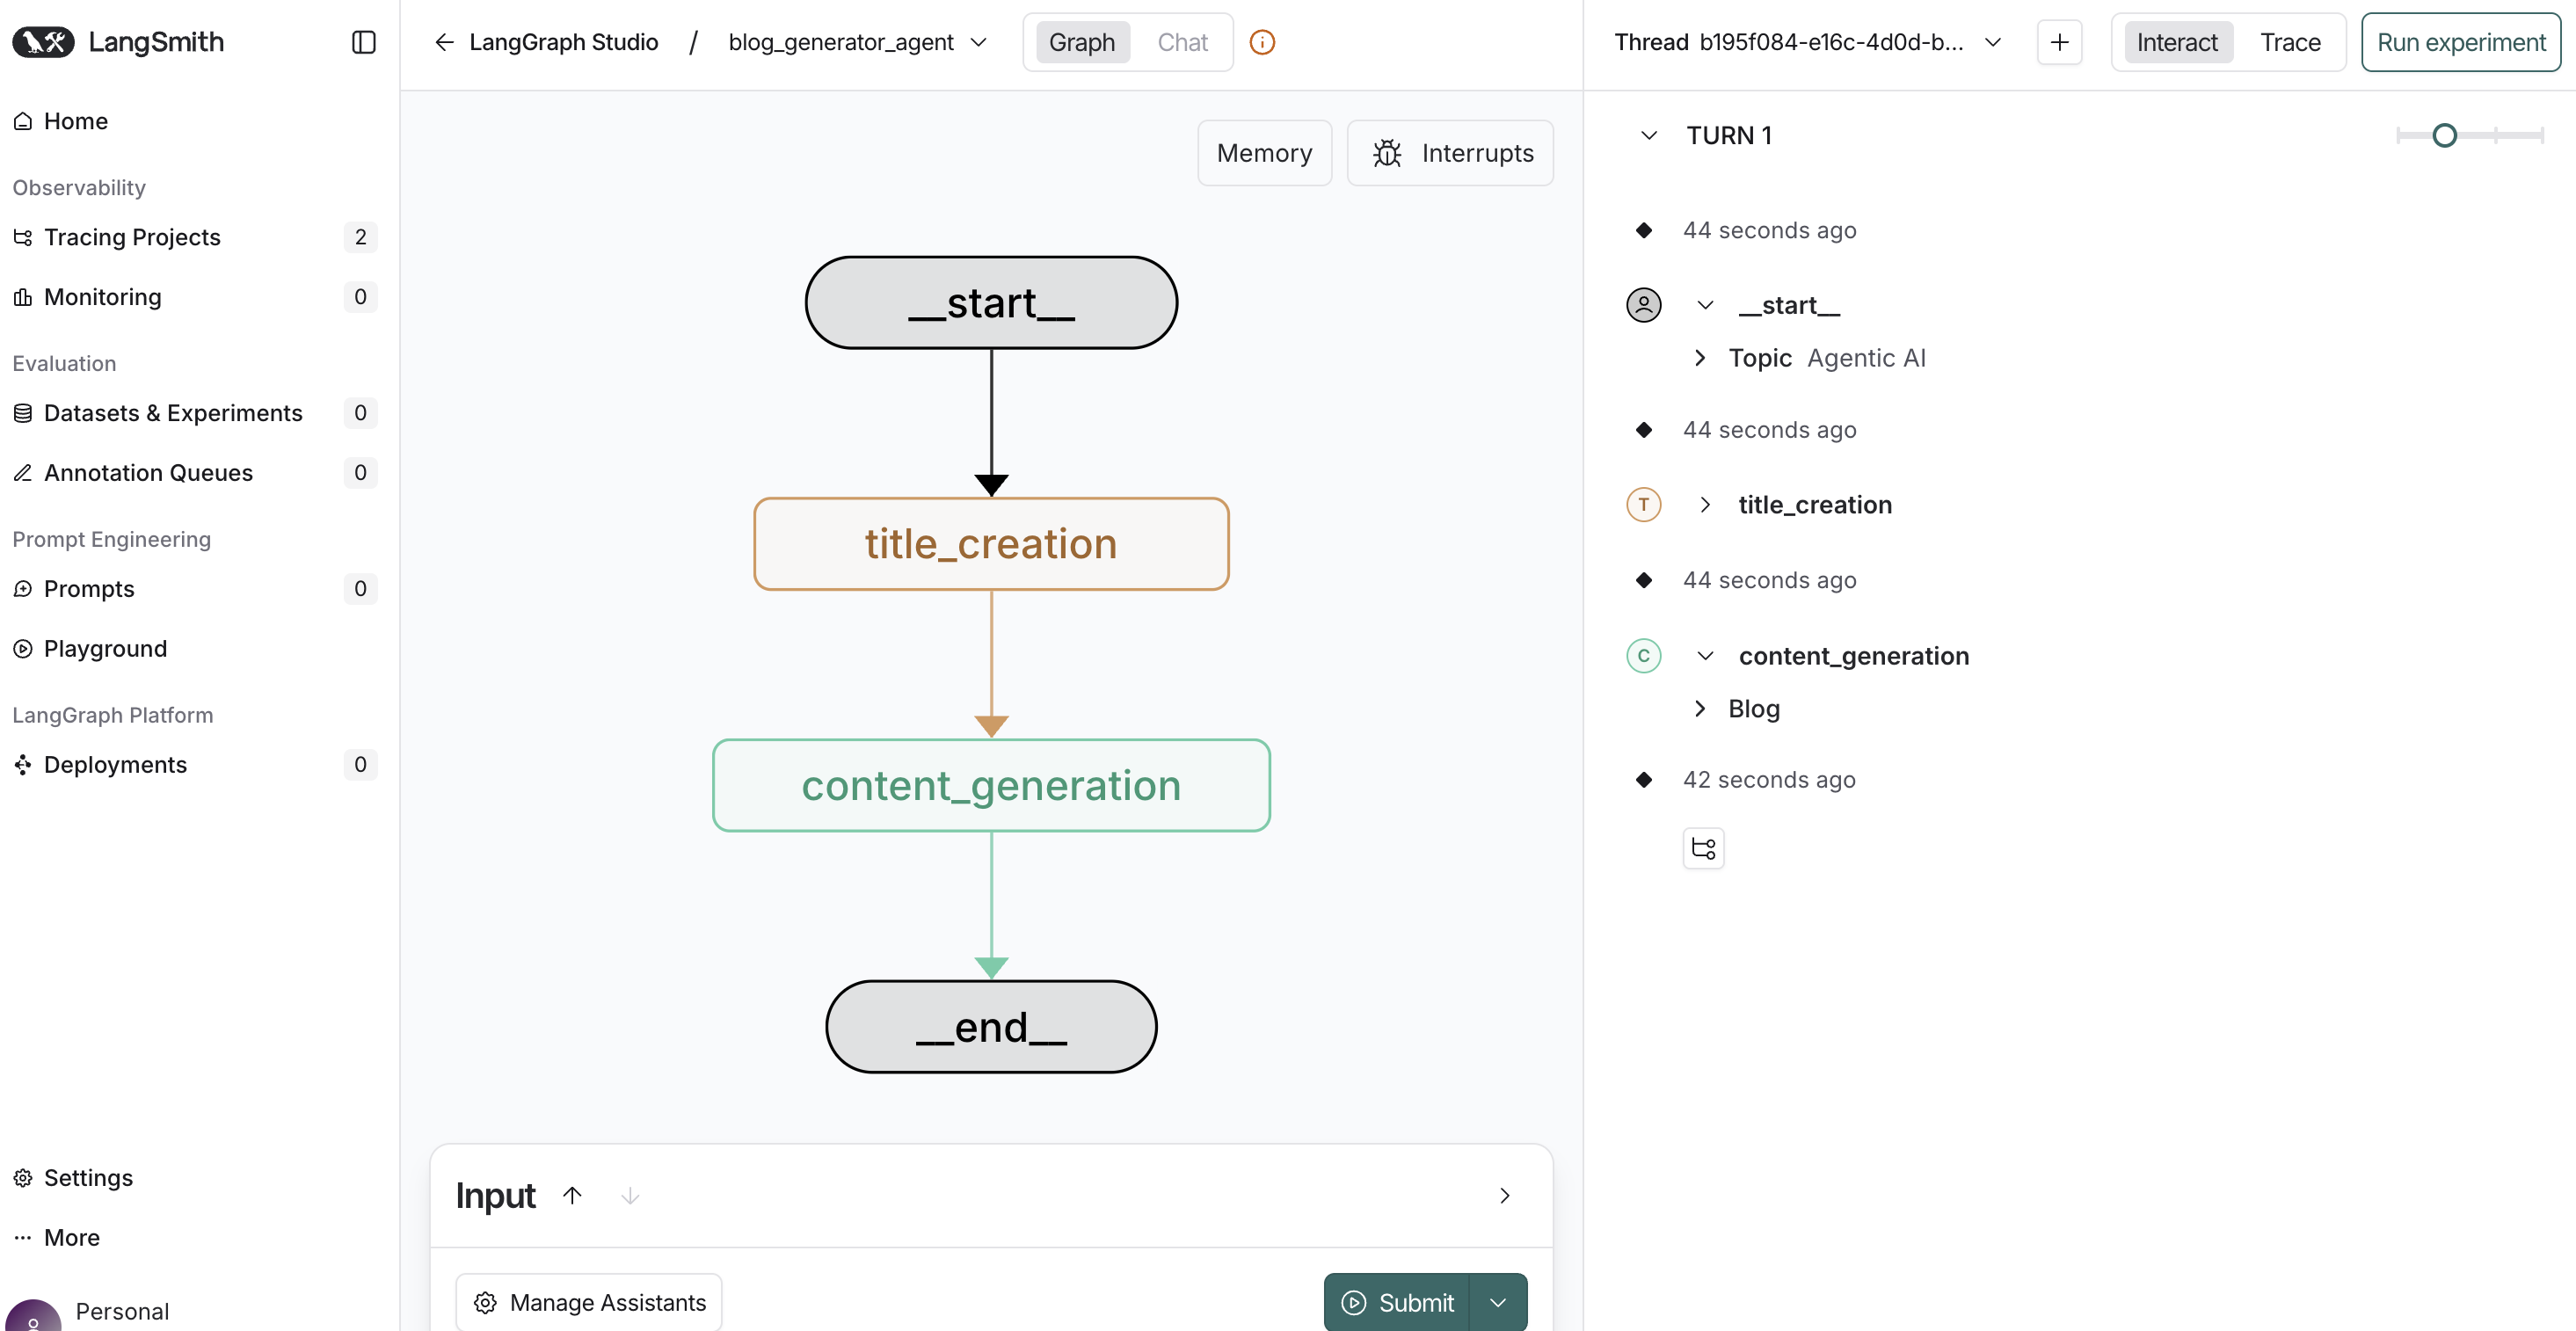 LangSmith
Home
Observability
Tracing Projects 2
Monitoring 0
Evaluation
Datasets & Experiments 0
Annotation Queues 0
Prompt Engineering
Prompts 0
Playground
LangGraph Platform
Deployments 0
Settings
More
Personal
LangGraph Studio / blog_generator_agent
Graph Chat
Memory Interrupts
__start__
title_creation
content_generation
__end__
Input
Manage Assistants
Submit
Thread b195f084-e16c-4d0d-b...
Interact Trace
Run experiment
TURN 1
44 seconds ago
__start__
Topic Agentic AI
44 seconds ago
T title_creation
44 seconds ago
C content_generation
Blog
42 seconds ago